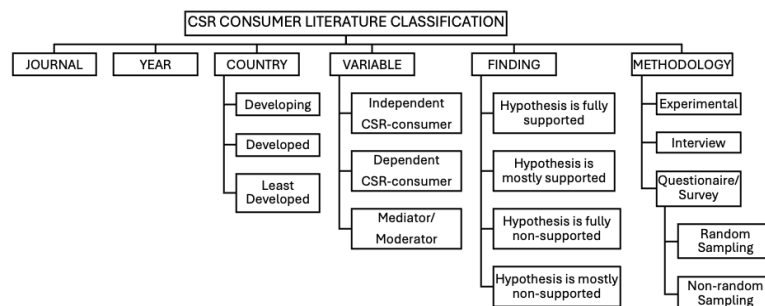 CSR CONSUMER LITERATURE CLASSIFICATION
JOURNAL
YEAR
COUNTRY
VARIABLE
FINDING
METHODOLOGY
Developing
Developed
Least
Developed
Independent
CSR-consumer
Dependent
CSR-consumer
Mediator/
Moderator
Hypothesis is fully
supported
Hypothesis is
mostly supported
Hypothesis is fully
non-supported
Hypothesis is mostly
non-supported
Experimental
Interview
Questionaire/
Survey
Random
Sampling
Non-random
Sampling